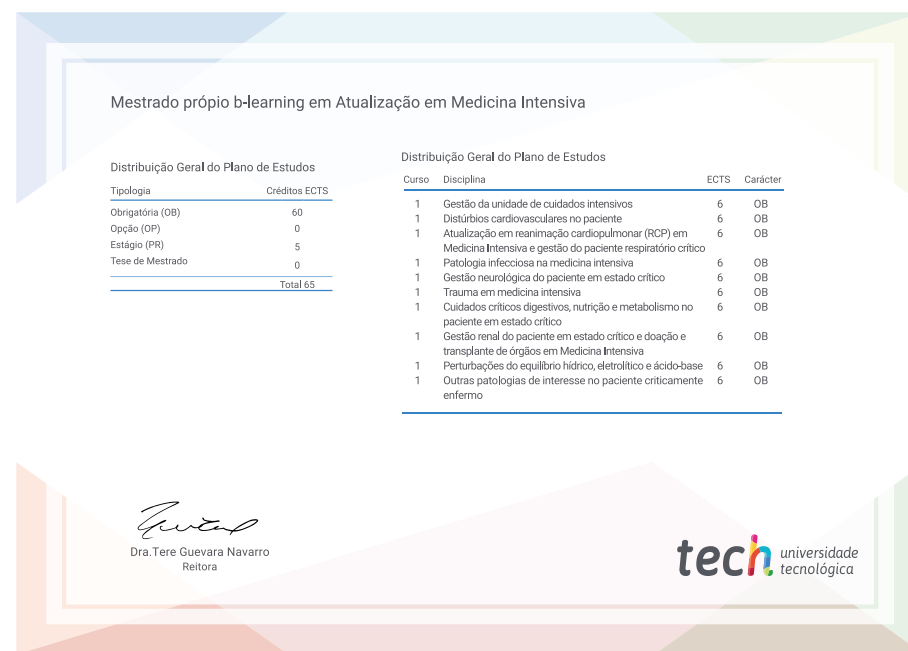 Mestrado própio b-learning em Atualização em Medicina Intensiva
Distribuição Geral do Plano de Estudos
Tipologia Créditos ECTS
Obrigatória (OB) 60
Opção (OP) 0
Estágio (PR) 5
Tese de Mestrado 0
Total 65
Distribuição Geral do Plano de Estudos
Curso Disciplina ECTS Carácter
1 Gestão da unidade de cuidados intensivos 6 OB
1 Distúrbios cardiovasculares no paciente 6 OB
1 Atualização em reanimação cardiopulmonar (RCP) em 6 OB
Medicina Intensiva e gestão do paciente respiratório crítico
1 Patologia infecciosa na medicina intensiva 6 OB
1 Gestão neurológica do paciente em estado crítico 6 OB
1 Trauma em medicina intensiva 6 OB
1 Cuidados críticos digestivos, nutrição e metabolismo no 6 OB
paciente em estado crítico
1 Gestão renal do paciente em estado crítico e doação e 6 OB
transplante de órgãos em Medicina Intensiva
1 Perturbações do equilíbrio hídrico, eletrolítico e ácido-base 6 OB
1 Outras patologias de interesse no paciente criticamente 6 OB
enfermo
Dra.Tere Guevara Navarro
Reitora
tech universidade
tecnológica